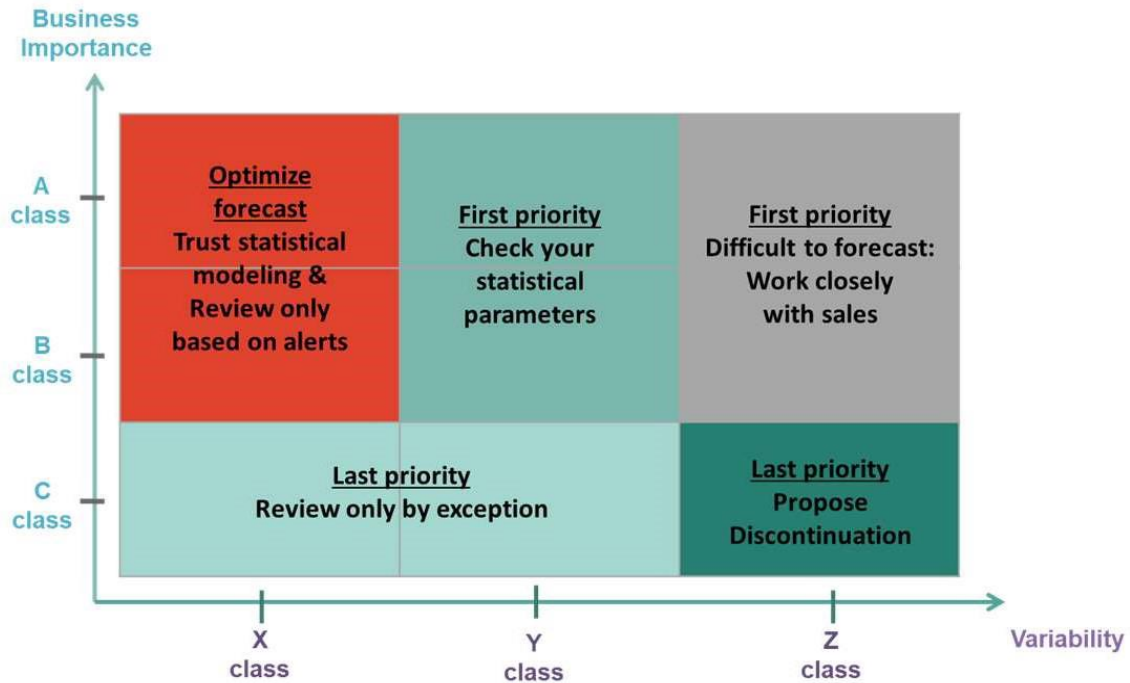 Business
Importance
A
class
B
class
C
class
Optimize
forecast
Trust statistical
modeling &
Review only
based on alerts
First priority
Check your
statistical
parameters
First priority
Difficult to forecast:
Work closely
with sales
Last priority
Review only by exception
Last priority
Propose
Discontinuation
X
class
Y
class
Z
class
Variability